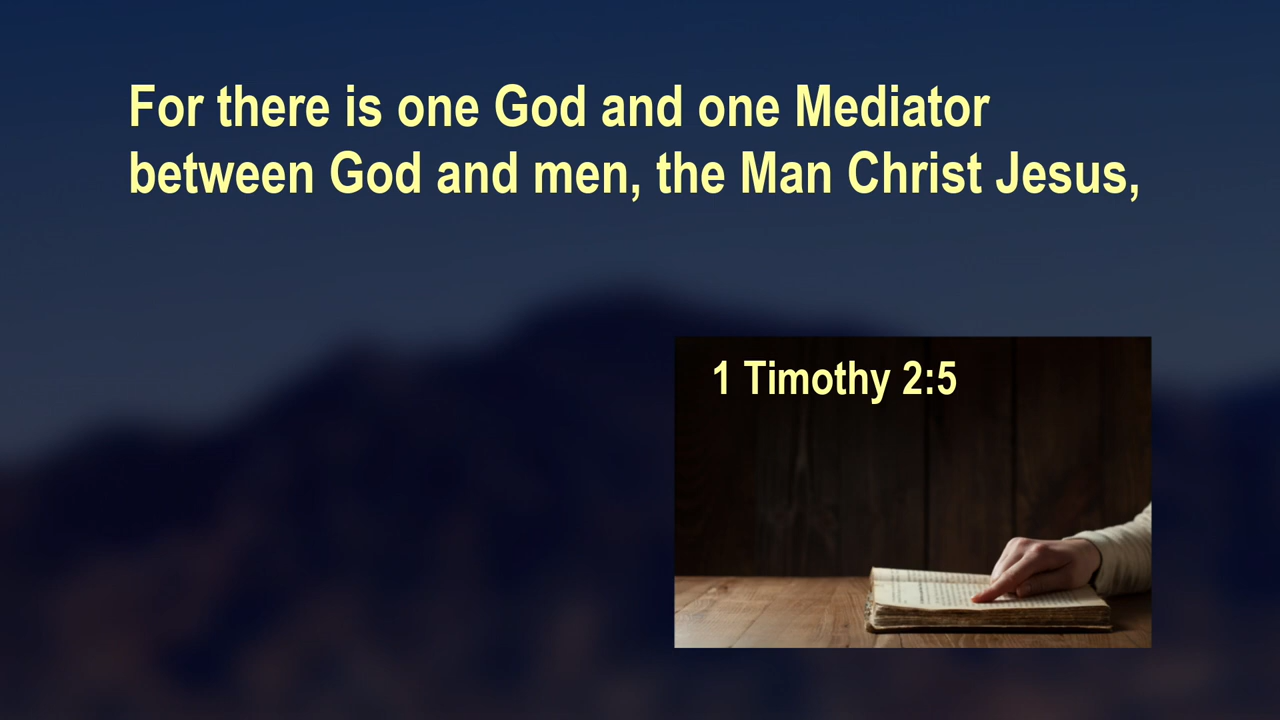 For there is one God and one Mediator
between God and men, the Man Christ Jesus,
1 Timothy 2:5